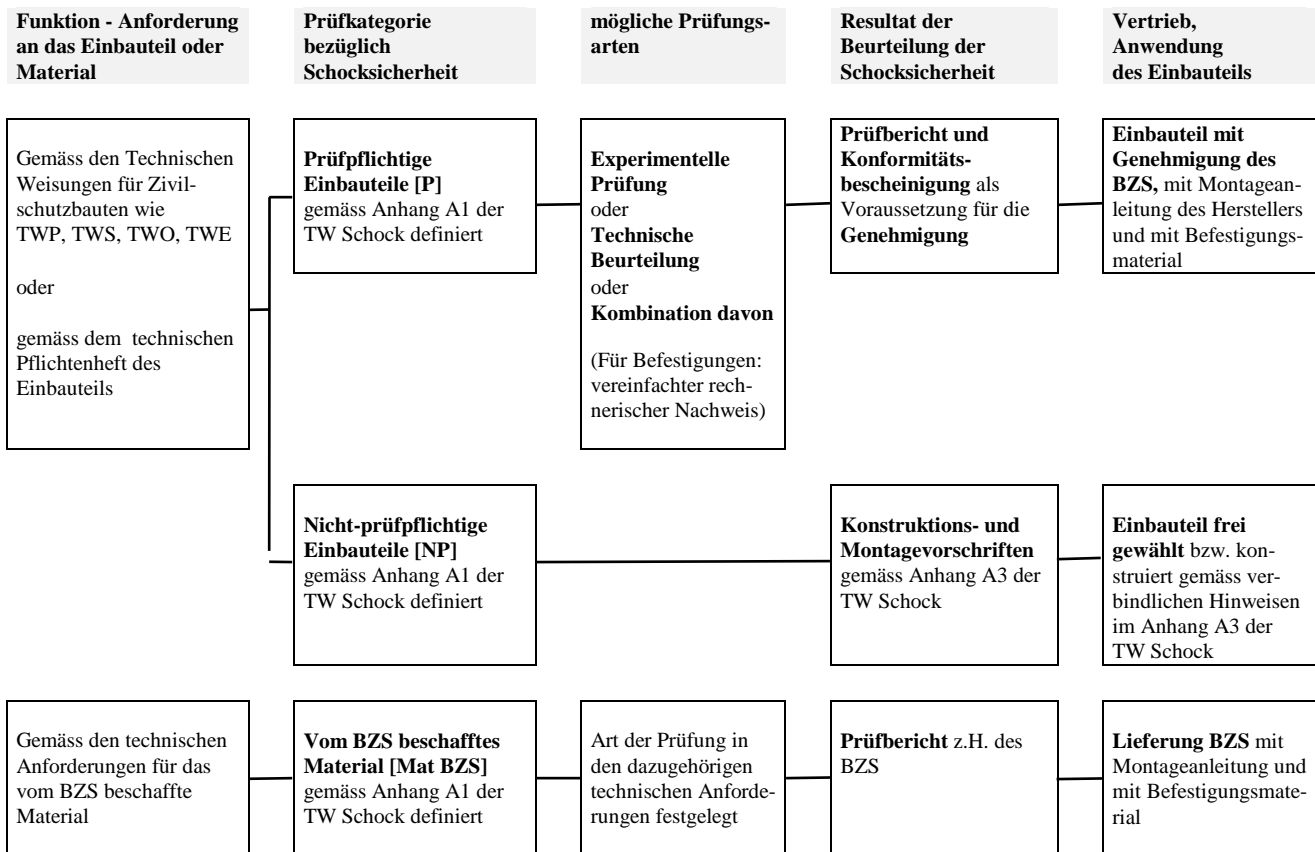 Funktion - Anforderung
an das Einbauteil oder
Material
Prüfkategorie
bezüglich
Schocksicherheit
mögliche Prüfungs-
arten
Resultat der
Beurteilung der
Schocksicherheit
Vertrieb,
Anwendung
des Einbauteils
Gemäss den Technischen
Weisungen für Zivil-
schutzbauten wie
TWP, TWS, TWO, TWE
oder
gemäss dem technischen
Pflichtenheft des
Einbauteils
Prüfpflichtige
Einbauteile [P]
gemäss Anhang A1 der
TW Schock definiert
Experimentelle
Prüfung
oder
Technische
Beurteilung
oder
Kombination davon
(Für Befestigungen:
vereinfachter rech-
nerischer Nachweis)
Prüfbericht und
Konformitäts-
bescheinigung als
Voraussetzung für die
Genehmigung
Einbauteil mit
Genehmigung des
BZS, mit Montagean-
leitung des Herstellers
und mit Befestigungs-
material
Nicht-prüfpflichtige
Einbauteile [NP]
gemäss Anhang A1 der
TW Schock definiert
Konstruktions- und
Montagevorschriften
gemäss Anhang A3 der
TW Schock
Einbauteil frei
gewählt bzw. kon-
struiert gemäss ver-
bindlichen Hinweisen
im Anhang A3 der
TW Schock
Gemäss den technischen
Anforderungen für das
vom BZS beschaffte
Material
Vom BZS beschafftes
Material [Mat BZS]
gemäss Anhang A1 der
TW Schock definiert
Art der Prüfung in
den dazugehörigen
technischen Anforde-
rungen festgelegt
Prüfbericht z.H. des
BZS
Lieferung BZS mit
Montageanleitung und
mit Befestigungsmate-
rial